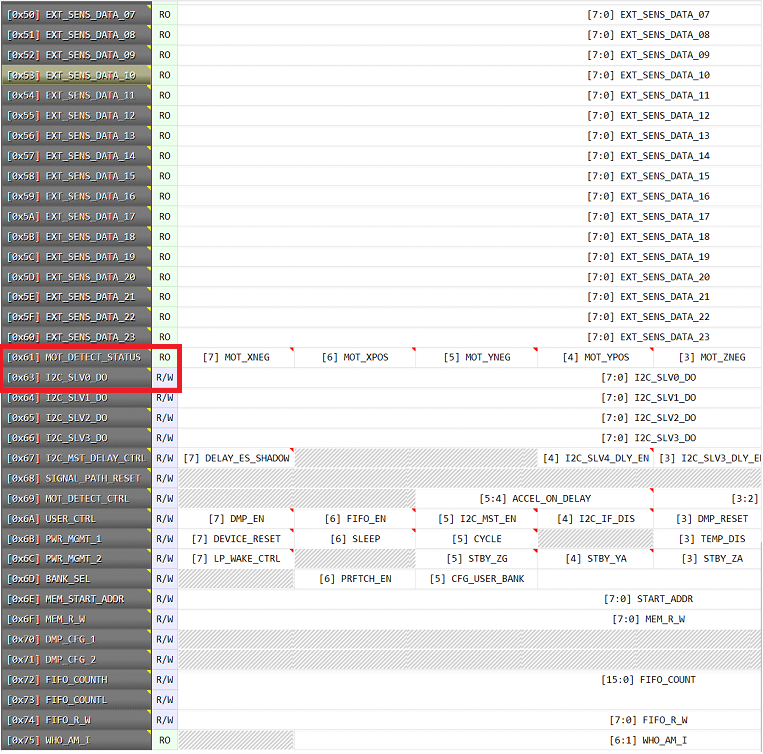 [0x50] EXT_SENS_DATA_07 RO [7:0] EXT_SENS_DATA_07
[0x51] EXT_SENS_DATA_08 RO [7:0] EXT_SENS_DATA_08
[0x52] EXT_SENS_DATA_09 RO [7:0] EXT_SENS_DATA_09
[0x53] EXT_SENS_DATA_10 RO [7:0] EXT_SENS_DATA_10
[0x54] EXT_SENS_DATA_11 RO [7:0] EXT_SENS_DATA_11
[0x55] EXT_SENS_DATA_12 RO [7:0] EXT_SENS_DATA_12
[0x56] EXT_SENS_DATA_13 RO [7:0] EXT_SENS_DATA_13
[0x57] EXT_SENS_DATA_14 RO [7:0] EXT_SENS_DATA_14
[0x58] EXT_SENS_DATA_15 RO [7:0] EXT_SENS_DATA_15
[0x59] EXT_SENS_DATA_16 RO [7:0] EXT_SENS_DATA_16
[0x5A] EXT_SENS_DATA_17 RO [7:0] EXT_SENS_DATA_17
[0x5B] EXT_SENS_DATA_18 RO [7:0] EXT_SENS_DATA_18
[0x5C] EXT_SENS_DATA_19 RO [7:0] EXT_SENS_DATA_19
[0x5D] EXT_SENS_DATA_20 RO [7:0] EXT_SENS_DATA_20
[0x5E] EXT_SENS_DATA_21 RO [7:0] EXT_SENS_DATA_21
[0x5F] EXT_SENS_DATA_22 RO [7:0] EXT_SENS_DATA_22
[0x60] EXT_SENS_DATA_23 RO [7:0] EXT_SENS_DATA_23
[0x61] MOT_DETECT_STATUS RO [7] MOT_XNEG [6] MOT_XPOS [5] MOT_YNEG [4] MOT_YPOS [3] MOT_ZNEG
[0x63] I2C_SLV0_DO R/W [7:0] I2C_SLV0_DO
[0x64] I2C_SLV1_DO R/W [7:0] I2C_SLV1_DO
[0x65] I2C_SLV2_DO R/W [7:0] I2C_SLV2_DO
[0x66] I2C_SLV3_DO R/W [7:0] I2C_SLV3_DO
[0x67] I2C_MST_DELAY_CTRL R/W [7] DELAY_ES_SHADOW [4] I2C_SLV4_DLY_EN [3] I2C_SLV3_DLY_E
[0x68] SIGNAL_PATH_RESET R/W
[0x69] MOT_DETECT_CTRL R/W [5:4] ACCEL_ON_DELAY [3:2]
[0x6A] USER_CTRL R/W [7] DMP_EN [6] FIFO_EN [5] I2C_MST_EN [4] I2C_IF_DIS [3] DMP_RESET
[0x6B] PWR_MGMT_1 R/W [7] DEVICE_RESET [6] SLEEP [5] CYCLE [3] TEMP_DIS
[0x6C] PWR_MGMT_2 R/W [7] LP_WAKE_CTRL [5] STBY_ZG [4] STBY_YA [3] STBY_ZA
[0x6D] BANK_SEL R/W [6] PRFTCH_EN [5] CFG_USER_BANK
[0x6E] MEM_START_ADDR R/W [7:0] START_ADDR
[0x6F] MEM_R_W R/W [7:0] MEM_R_W
[0x70] DMP_CFG_1 R/W
[0x71] DMP_CFG_2 R/W
[0x72] FIFO_COUNTH R/W [15:0] FIFO_COUNT
[0x73] FIFO_COUNTL R/W
[0x74] FIFO_R_W R/W [7:0] FIFO_R_W
[0x75] WHO_AM_I RO [6:1] WHO_AM_I